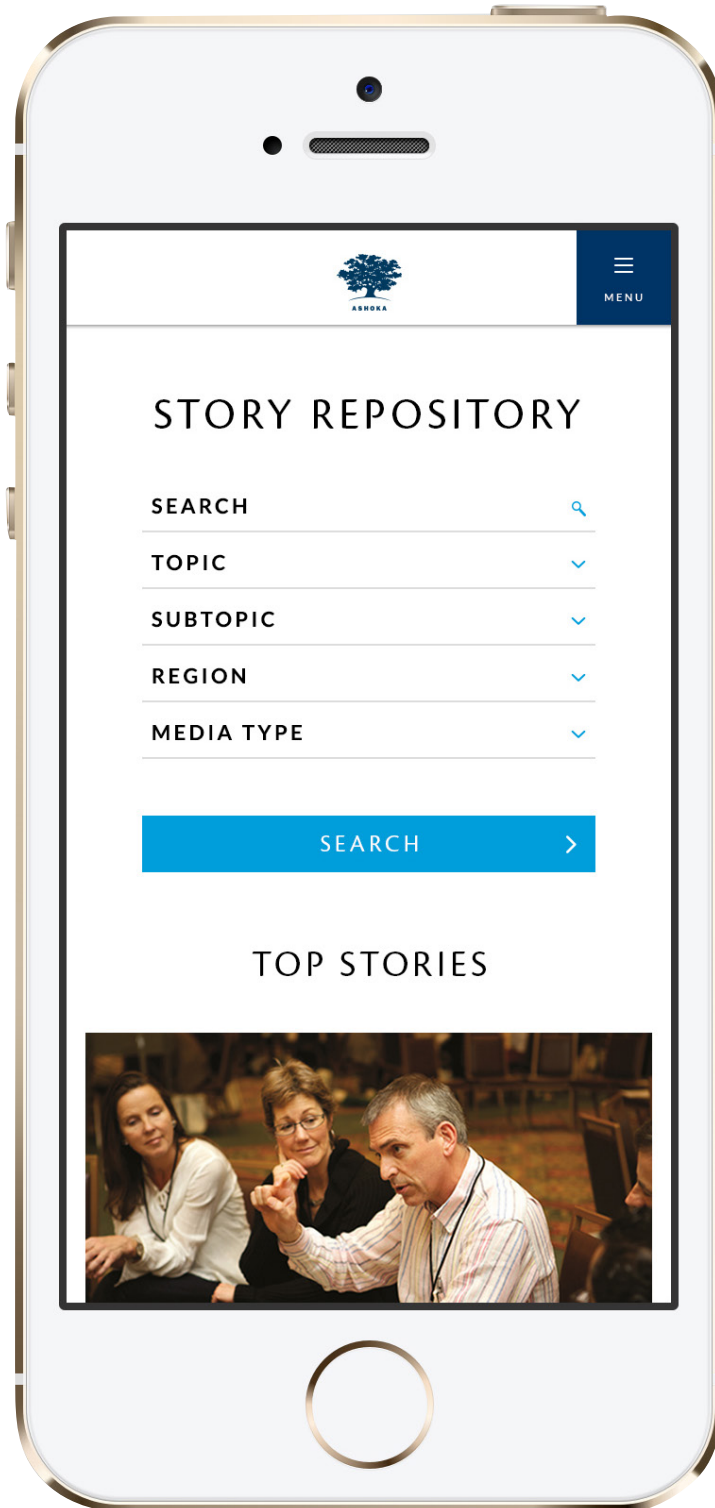 ASHOKA
MENU
STORY REPOSITORY
SEARCH
TOPIC
SUBTOPIC
REGION
MEDIA TYPE
SEARCH
TOP STORIES